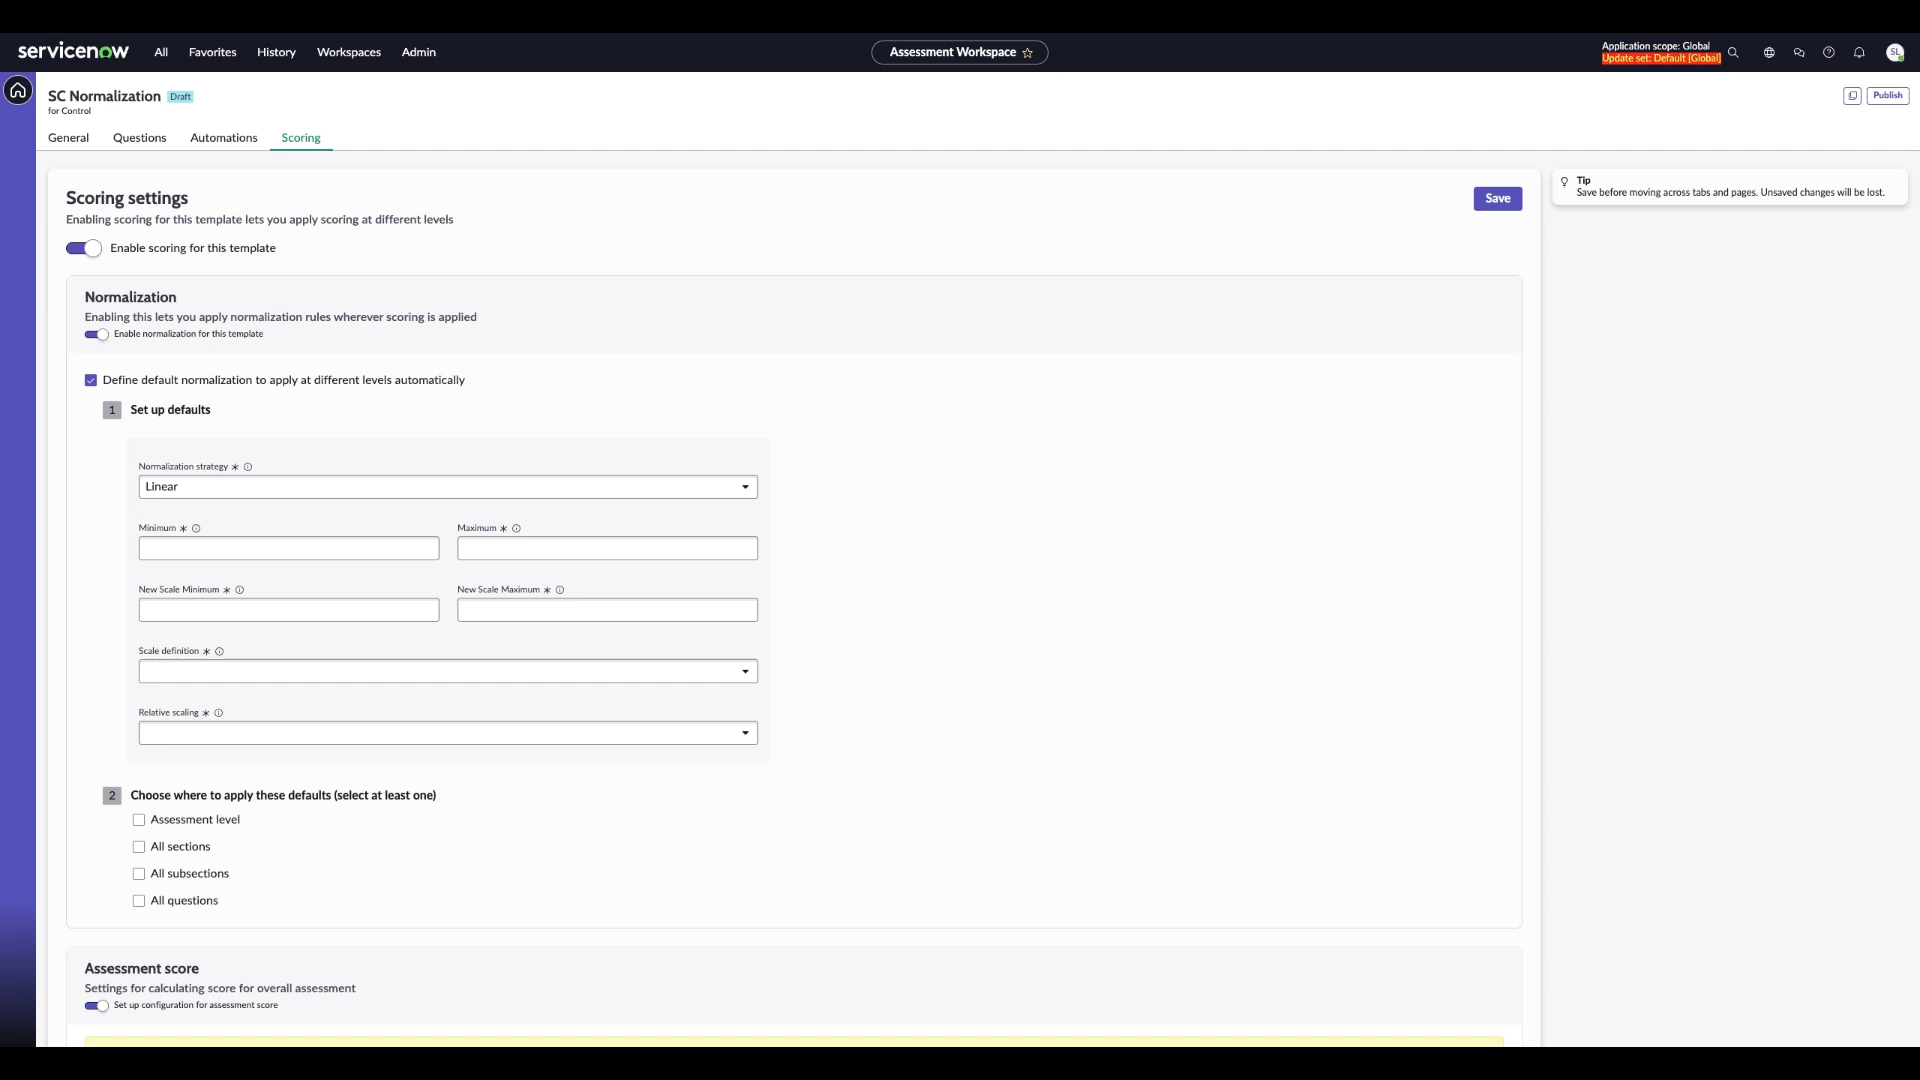 servicenow
All
Favorites
History
Workspaces
Admin
Assessment Workspace
Application scope: Global
Update set: Default [Global]
SL
SC Normalization
Draft
for Control
Publish
General
Questions
Automations
Scoring
Scoring settings
Enabling scoring for this template lets you apply scoring at different levels
Save
Enable scoring for this template
Tip
Save before moving across tabs and pages. Unsaved changes will be lost.
Normalization
Enabling this lets you apply normalization rules wherever scoring is applied
Enable normalization for this template
Define default normalization to apply at different levels automatically
1 Set up defaults
Normalization strategy *
Linear
Minimum *
Maximum *
New Scale Minimum *
New Scale Maximum *
Scale definition *
Relative scaling *
2 Choose where to apply these defaults (select at least one)
Assessment level
All sections
All subsections
All questions
Assessment score
Settings for calculating score for overall assessment
Set up configuration for assessment score